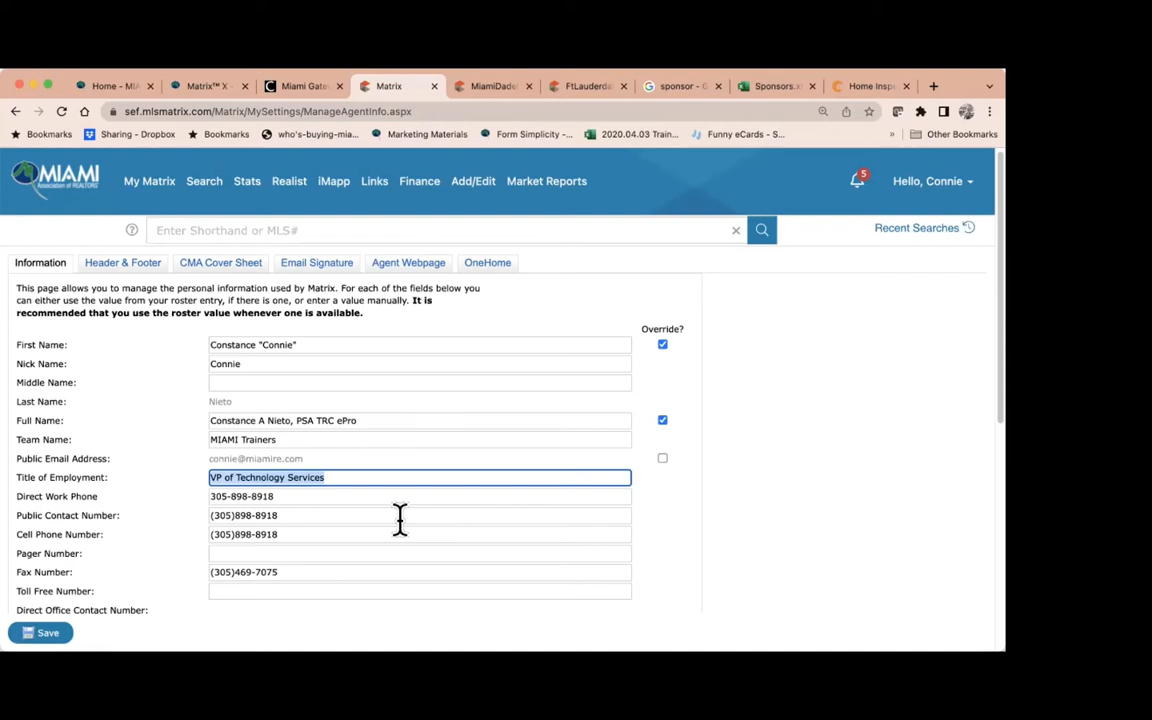 Home - MIA
Matrix™ X -
Miami Gate
Matrix
MiamiDade
FtLauderda
sponsor - G
Sponsors.x
Home Insp
sef.mlsmatrix.com/Matrix/MySettings/ManageAgentInfo.aspx
Bookmarks
Sharing - Dropbox
Bookmarks
who's-buying-mia...
Marketing Materials
Form Simplicity -...
2020.04.03 Train...
Funny eCards - S...
»
Other Bookmarks
MIAMI
Association of REALTORS®
My Matrix
Search
Stats
Realist
iMapp
Links
Finance
Add/Edit
Market Reports
5
Hello, Connie
Enter Shorthand or MLS#
Recent Searches
Information
Header & Footer
CMA Cover Sheet
Email Signature
Agent Webpage
OneHome
This page allows you to manage the personal information used by Matrix. For each of the fields below you
can either use the value from your roster entry, if there is one, or enter a value manually. It is
recommended that you use the roster value whenever one is available.
Override?
First Name: Constance "Connie"
Nick Name: Connie
Middle Name:
Last Name: Nieto
Full Name: Constance A Nieto, PSA TRC ePro
Team Name: MIAMI Trainers
Public Email Address: connie@miamire.com
Title of Employment: VP of Technology Services
Direct Work Phone 305-898-8918
Public Contact Number: (305)898-8918
Cell Phone Number: (305)898-8918
Pager Number:
Fax Number: (305)469-7075
Toll Free Number:
Direct Office Contact Number:
Save